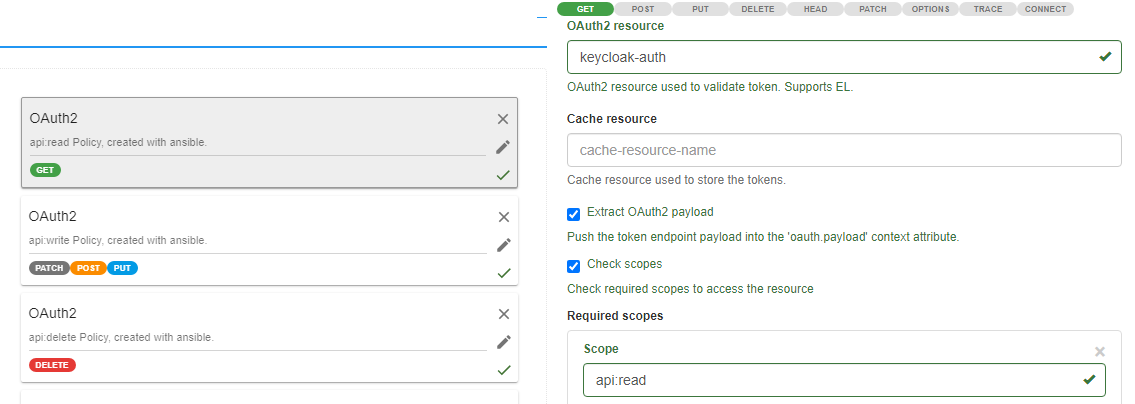 OAuth2
api:read Policy, created with ansible.
GET
OAuth2
api:write Policy, created with ansible.
PATCH POST PUT
OAuth2
api:delete Policy, created with ansible.
DELETE
GET POST PUT DELETE HEAD PATCH OPTIONS TRACE CONNECT
OAuth2 resource
keycloak-auth
OAuth2 resource used to validate token. Supports EL.
Cache resource
cache-resource-name
Cache resource used to store the tokens.
Extract OAuth2 payload
Push the token endpoint payload into the 'oauth.payload' context attribute.
Check scopes
Check required scopes to access the resource
Required scopes
Scope
api:read